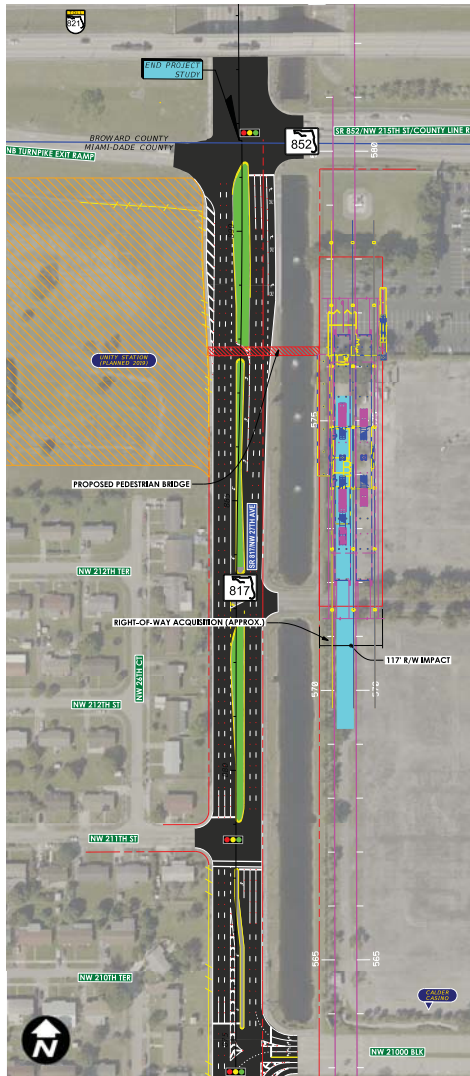 TOLL
821
END PROJECT
STUDY
BROWARD COUNTY
MIAMI-DADE COUNTY
852
SR 852/NW 215TH ST/COUNTY LINE R
NB TURNPIKE EXIT RAMP
580
UNITY STATION
(PLANNED 2019)
575
PROPOSED PEDESTRIAN BRIDGE
SR 817/NW 27TH AVE
NW 212TH TER
817
RIGHT-OF-WAY ACQUISITION (APPROX.)
117' R/W IMPACT
NW 26TH CT
570
570
NW 212TH ST
NW 211TH ST
565
565
NW 210TH TER
CALDER
CASINO
N
NW 21000 BLK